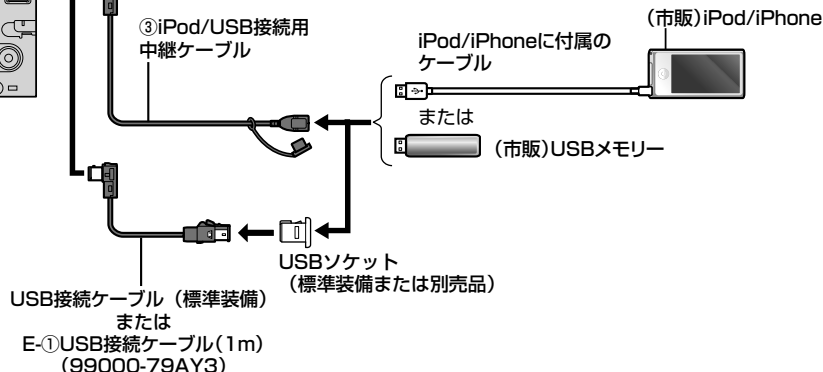 (市販)iPod/iPhone
③iPod/USB接続用
中継ケーブル
iPod/iPhoneに付属の
ケーブル
または
(市販)USBメモリー
USBソケット
(標準装備または別売品)
USB接続ケーブル(標準装備)
または
E-①USB接続ケーブル(1m)
(99000-79AY3)